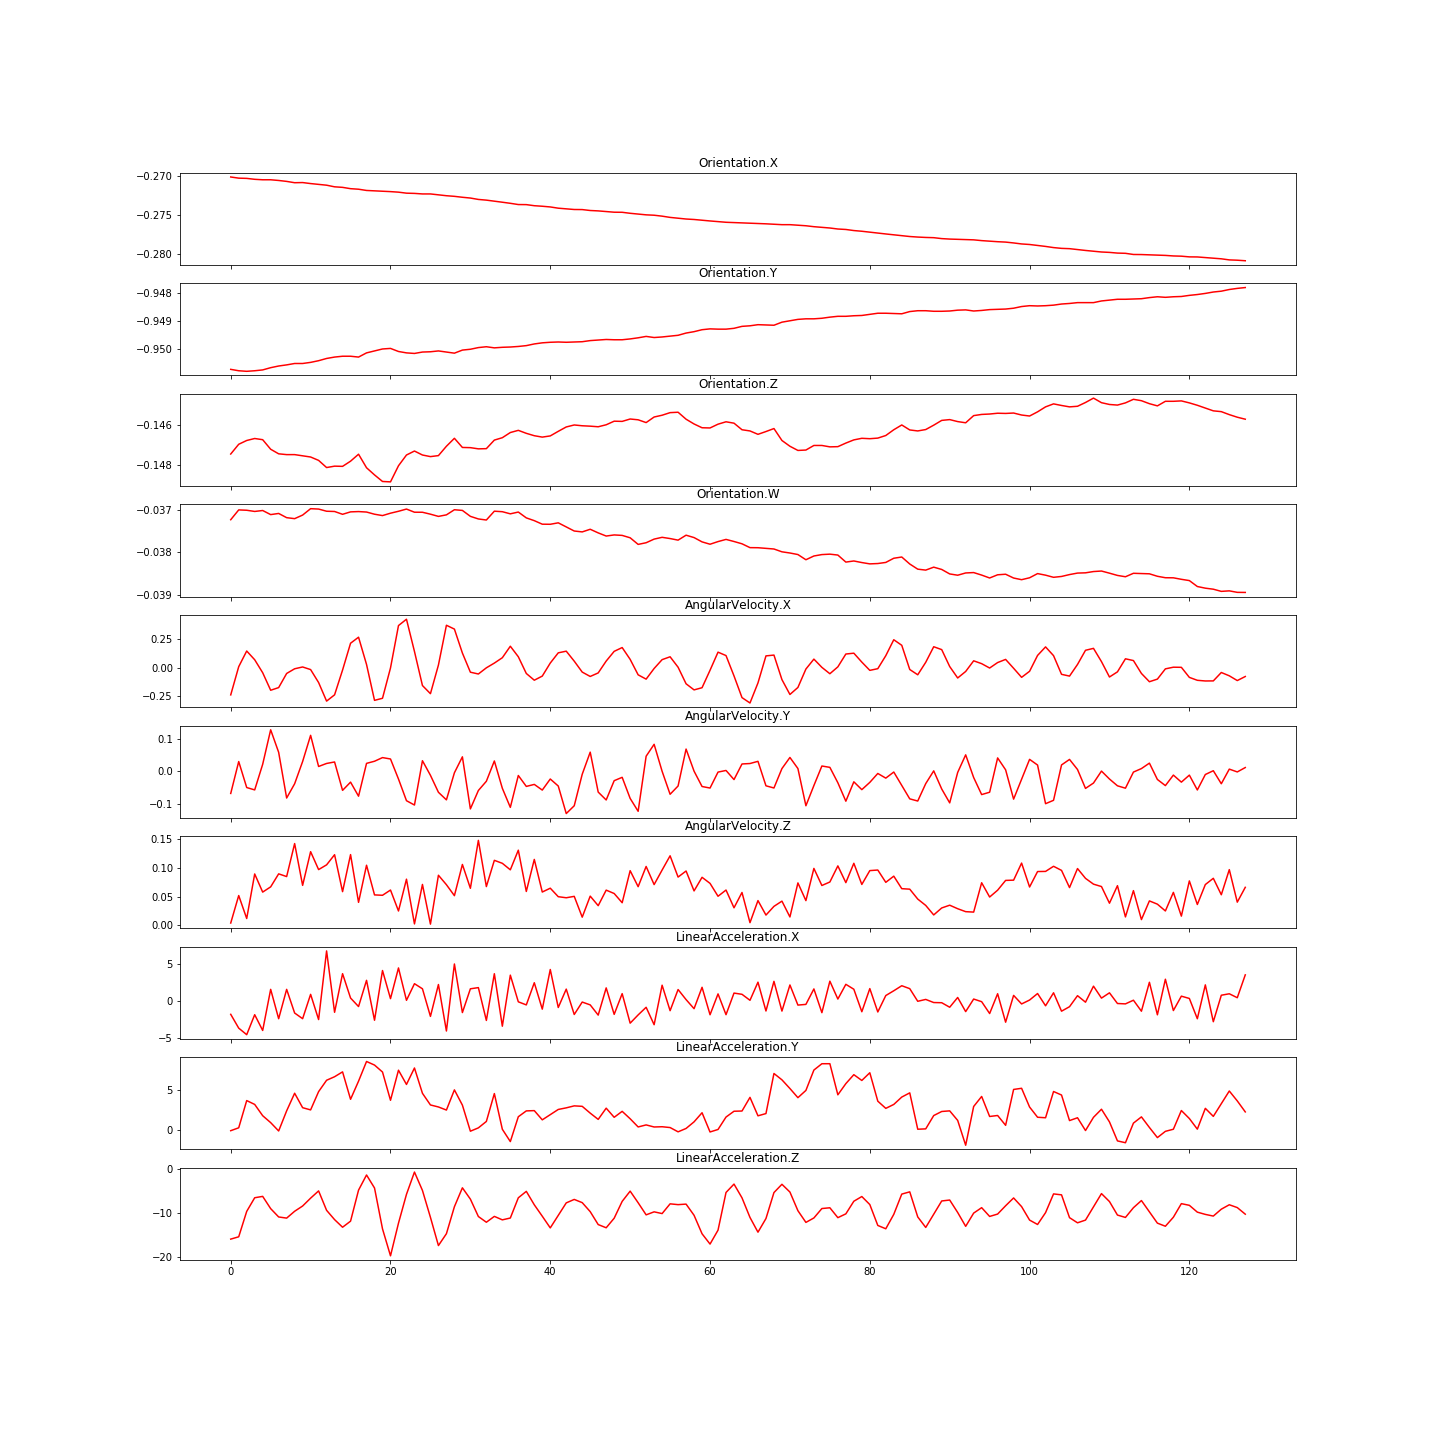 Orientation.X
−0.270
−0.275
−0.280
Orientation.Y
−0.948
−0.949
−0.950
Orientation.Z
−0.146
−0.148
Orientation.W
−0.037
−0.038
−0.039
AngularVelocity.X
0.25
0.00
−0.25
AngularVelocity.Y
0.1
0.0
−0.1
AngularVelocity.Z
0.15
0.10
0.05
0.00
LinearAcceleration.X
5
0
−5
LinearAcceleration.Y
5
0
LinearAcceleration.Z
0
−10
−20
0 20 40 60 80 100 120